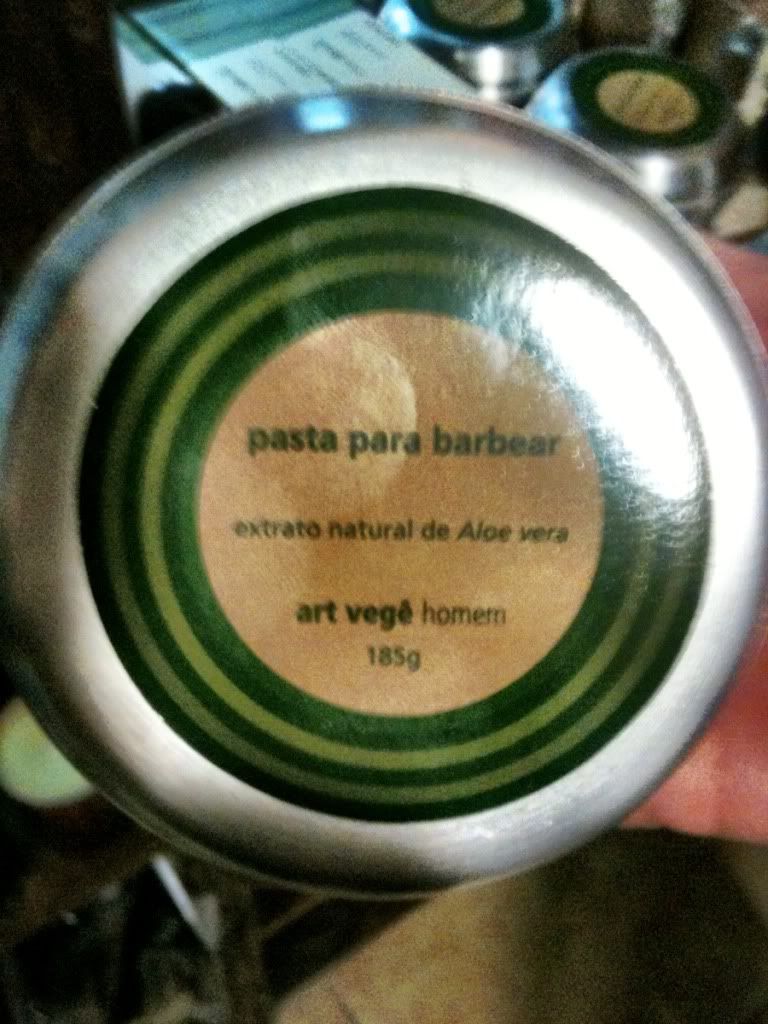 pasta para barbear
extrato natural de Aloe vera
art vegê homem
185g